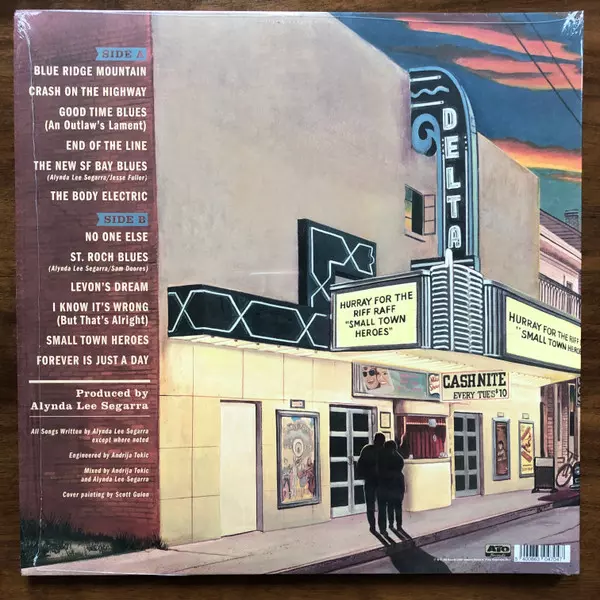 SIDE A
BLUE RIDGE MOUNTAIN
CRASH ON THE HIGHWAY
GOOD TIME BLUES
(An Outlaw's Lament)
END OF THE LINE
THE NEW SF BAY BLUES
(Alynda Lee Segarra/Jesse Fuller)
THE BODY ELECTRIC
SIDE B
NO ONE ELSE
ST. ROCH BLUES
(Alynda Lee Segarra/Sam Doores)
LEVON'S DREAM
I KNOW IT'S WRONG
(But That's Alright)
SMALL TOWN HEROES
FOREVER IS JUST A DAY
Produced by
Alynda Lee Segarra
All Songs Written by Alynda Lee Segarra
except where noted
Engineered by Andrija Tokic
Mixed by Andrija Tokic
and Alynda Lee Segarra
Cover painting by Scott Guion
DELTA
HURRAY FOR THE
RIFF RAFF
"SMALL TOWN
HEROES"
HURRAY FOR THE
RIFF RAFF
"SMALL TOWN
HEROES
CASH NITE
EVERY TUES $10
ATO